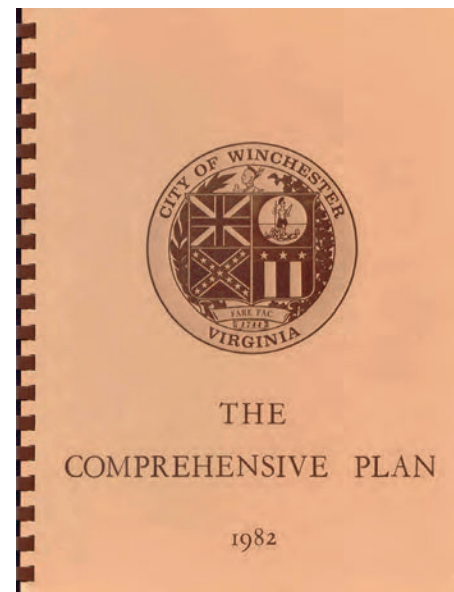 CITY OF WINCHESTER
FARE FAC
1744
VIRGINIA
THE
COMPREHENSIVE PLAN
1982